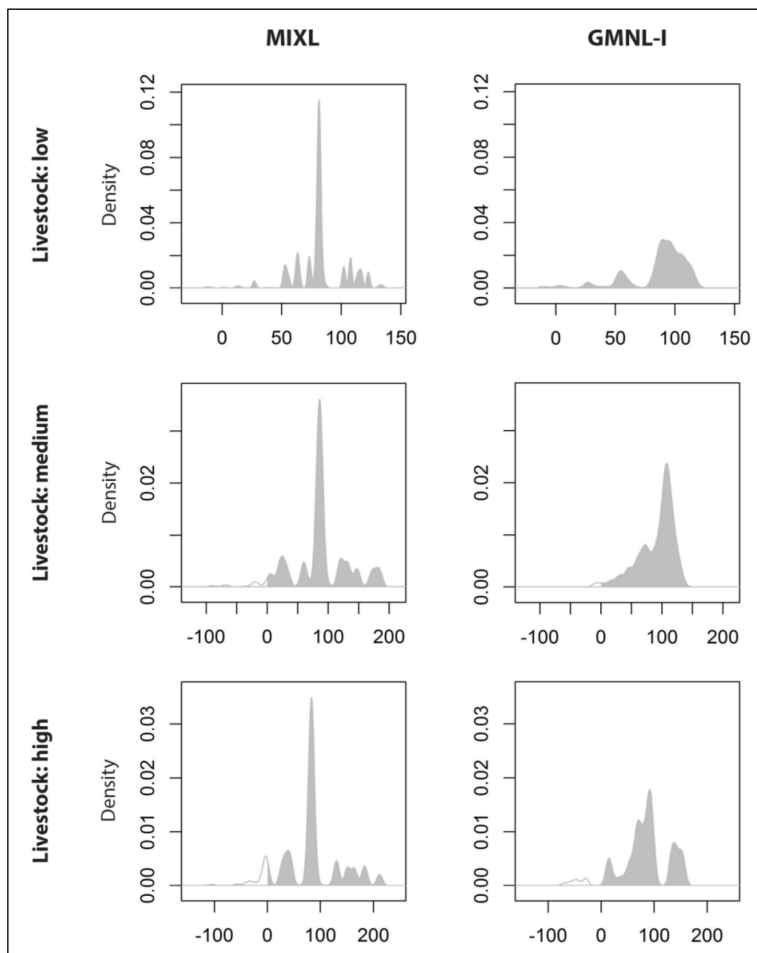 MIXL GMNL-I
Livestock: low
Density
0.00 0.04 0.08 0.12
0 50 100 150
0.00 0.04 0.08 0.12
0 50 100 150
Livestock: medium
Density
0.00 0.02
-100 0 100 200
0.00 0.02
-100 0 100 200
Livestock: high
Density
0.00 0.01 0.02 0.03
-100 0 100 200
0.00 0.01 0.02 0.03
-100 0 100 200